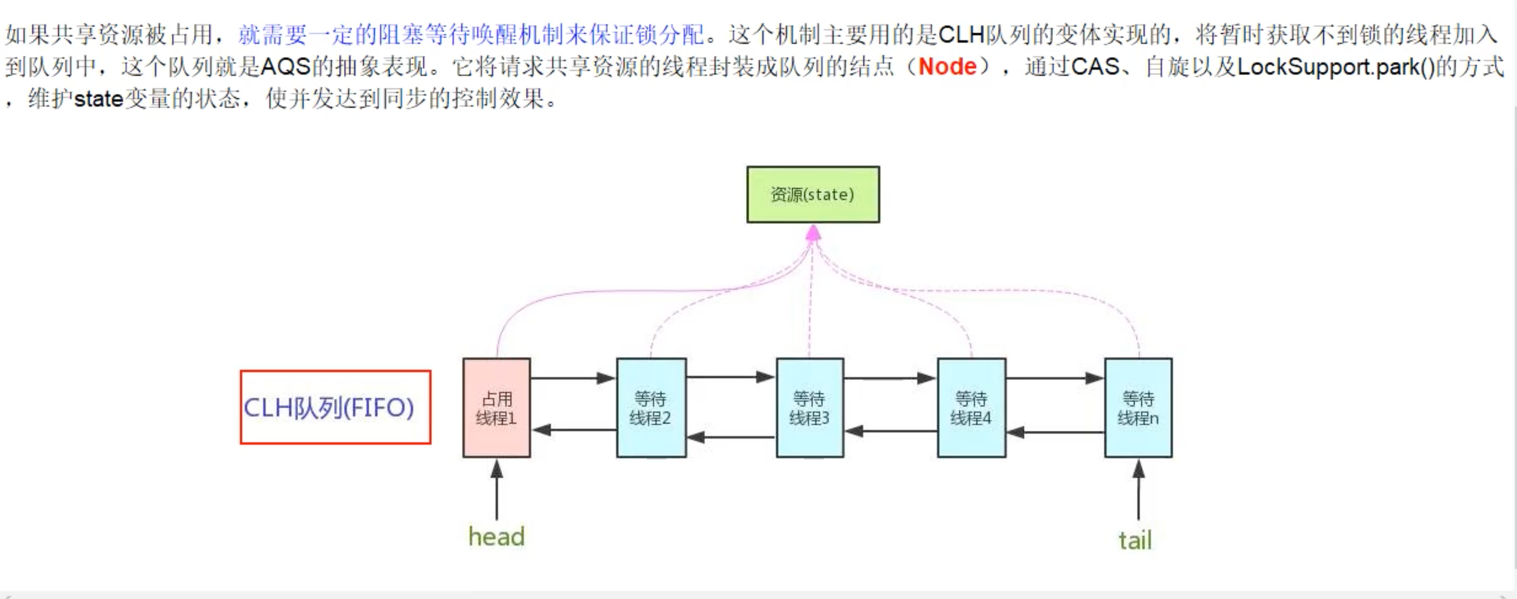 如果共享资源被占用，就需要一定的阻塞等待唤醒机制来保证锁分配。这个机制主要用的是CLH队列的变体实现的，将暂时获取不到锁的线程加入
到队列中，这个队列就是AQS的抽象表现。它将请求共享资源的线程封装成队列的结点（Node），通过CAS、自旋以及LockSupport.park()的方式
，维护state变量的状态，使并发达到同步的控制效果。
资源(state)
CLH队列(FIFO)
占用
线程1
等待
线程2
等待
线程3
等待
线程4
等待
线程n
head
tail